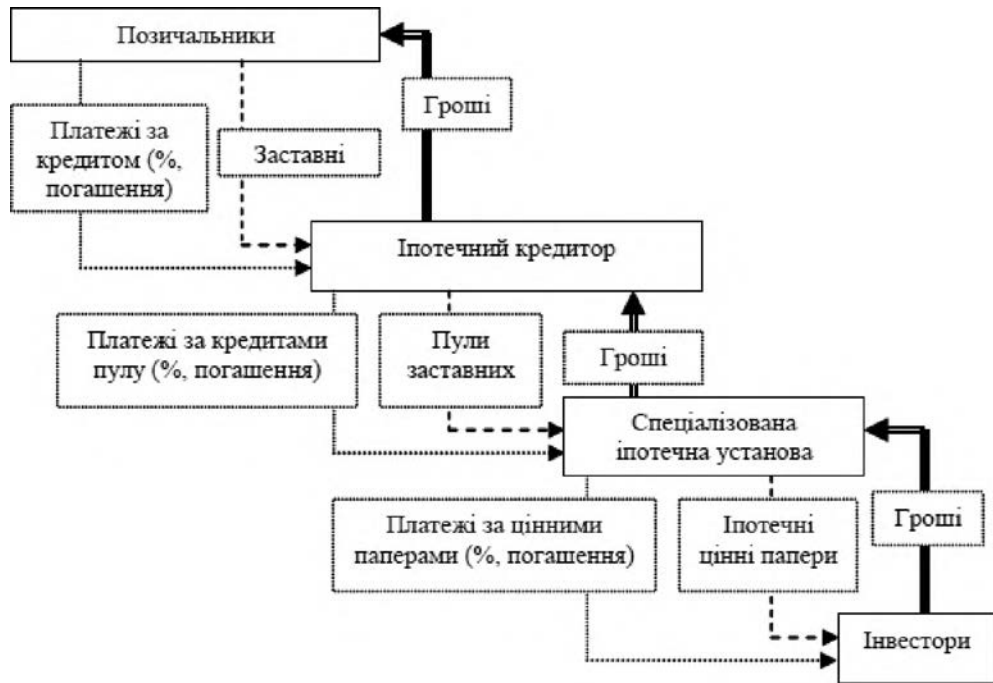 Позичальники
Гроші
Платежі за
кредитом (%,
погашення)
Заставні
Іпотечний кредитор
Платежі за кредитами
пулу (%, погашення)
Пули
заставних
Гроші
Спеціалізована
іпотечна установа
Платежі за цінними
паперами (%, погашення)
Іпотечні
цінні папери
Гроші
Інвестори